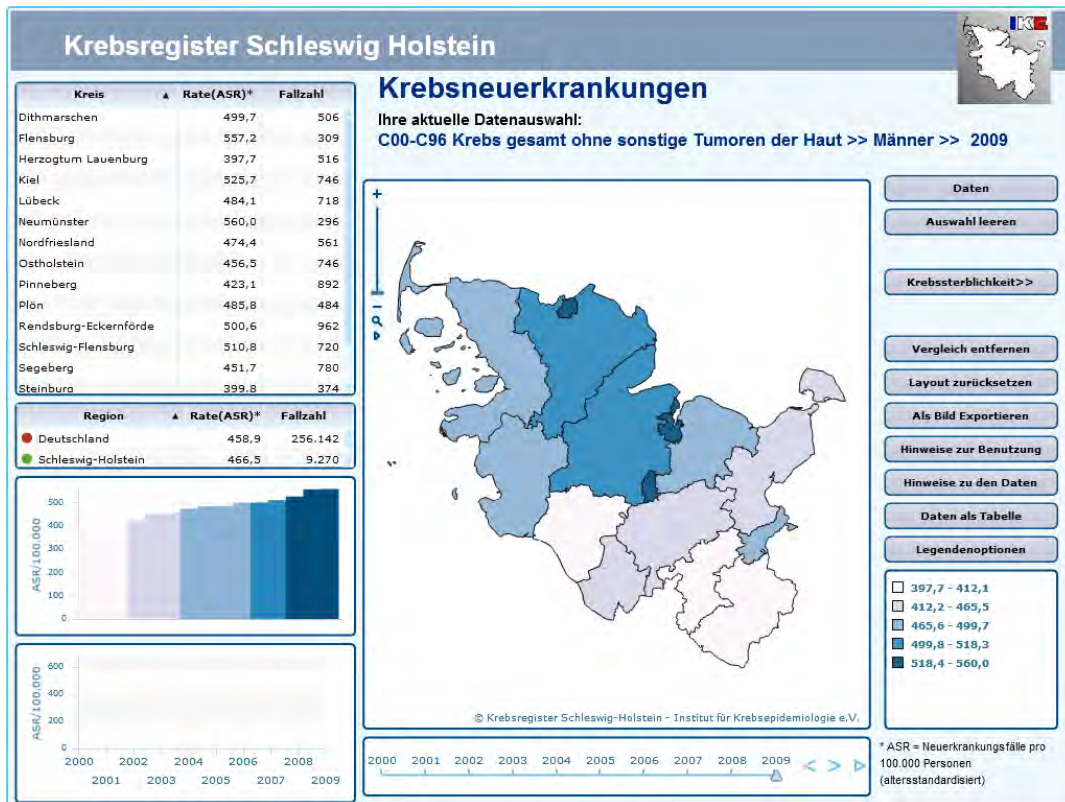 Krebsregister Schleswig Holstein
IKE
Kreis ▲ Rate(ASR)* Fallzahl
Dithmarschen 499,7 506
Flensburg 557,2 309
Herzogtum Lauenburg 397,7 516
Kiel 525,7 746
Lübeck 484,1 718
Neumünster 560,0 296
Nordfriesland 474,4 561
Ostholstein 456,5 746
Pinneberg 423,1 892
Plön 485,8 484
Rendsburg-Eckernförde 500,6 962
Schleswig-Flensburg 510,8 720
Segeberg 451,7 780
Steinburg 399,8 374
Region ▲ Rate(ASR)* Fallzahl
Deutschland 458,9 256.142
Schleswig-Holstein 466,5 9.270
ASR/100.000
500
400
300
200
100
0
ASR/100.000
600
400
200
0
2000 2002 2004 2006 2008
2001 2003 2005 2007 2009
Krebsneuerkrankungen
Ihre aktuelle Datenauswahl:
C00-C96 Krebs gesamt ohne sonstige Tumoren der Haut >> Männer >> 2009
+
–
© Krebsregister Schleswig-Holstein - Institut für Krebsepidemiologie e.V.
2000 2001 2002 2003 2004 2005 2006 2007 2008 2009 < >
Daten
Auswahl leeren
Krebssterblichkeit>>
Vergleich entfernen
Layout zurücksetzen
Als Bild Exportieren
Hinweise zur Benutzung
Hinweise zu den Daten
Daten als Tabelle
Legendenoptionen
397,7 - 412,1
412,2 - 465,5
465,6 - 499,7
499,8 - 518,3
518,4 - 560,0
* ASR = Neuerkrankungsfälle pro
100.000 Personen
(altersstandardisiert)